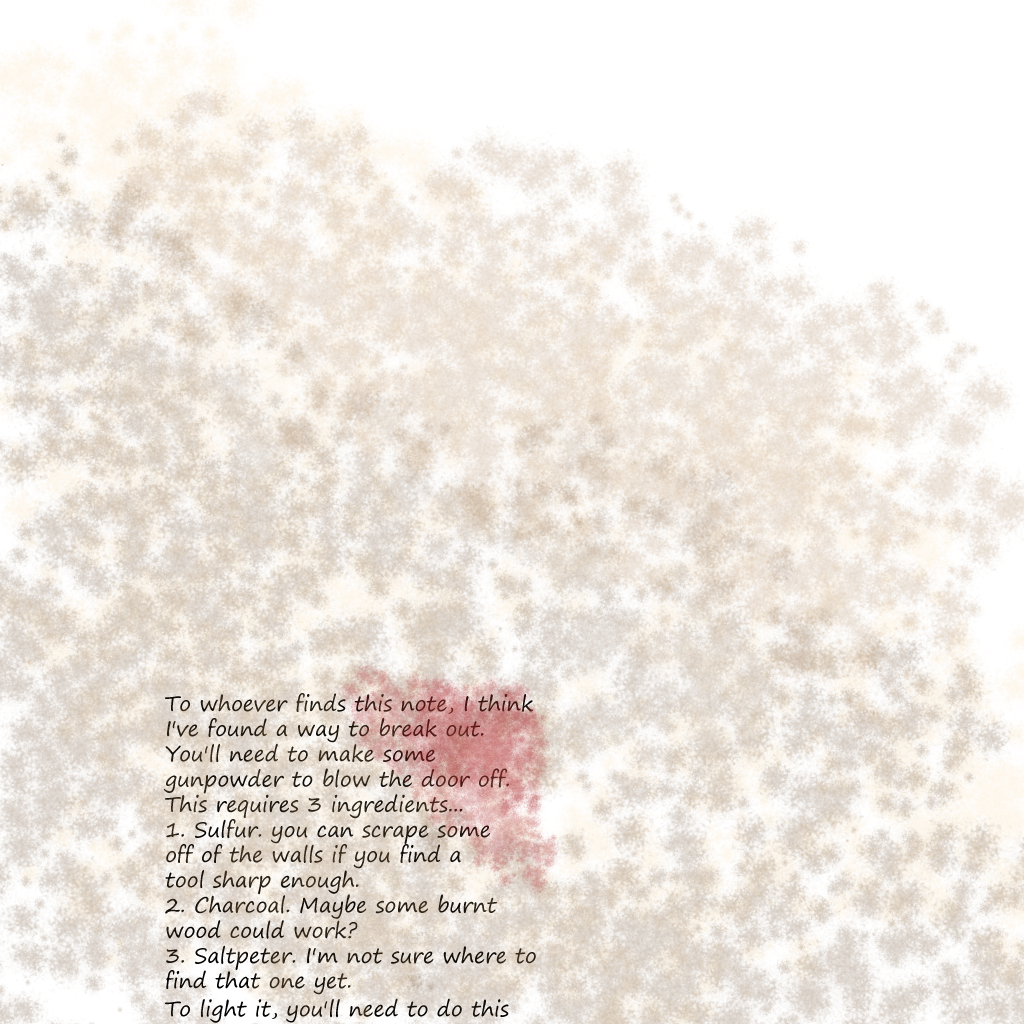 To whoever finds this note, I think
I've found a way to break out.
You'll need to make some
gunpowder to blow the door off.
This requires 3 ingredients...
1. Sulfur. you can scrape some
off of the walls if you find a
tool sharp enough.
2. Charcoal. Maybe some burnt
wood could work?
3. Saltpeter. I'm not sure where to
find that one yet.
To light it, you'll need to do this